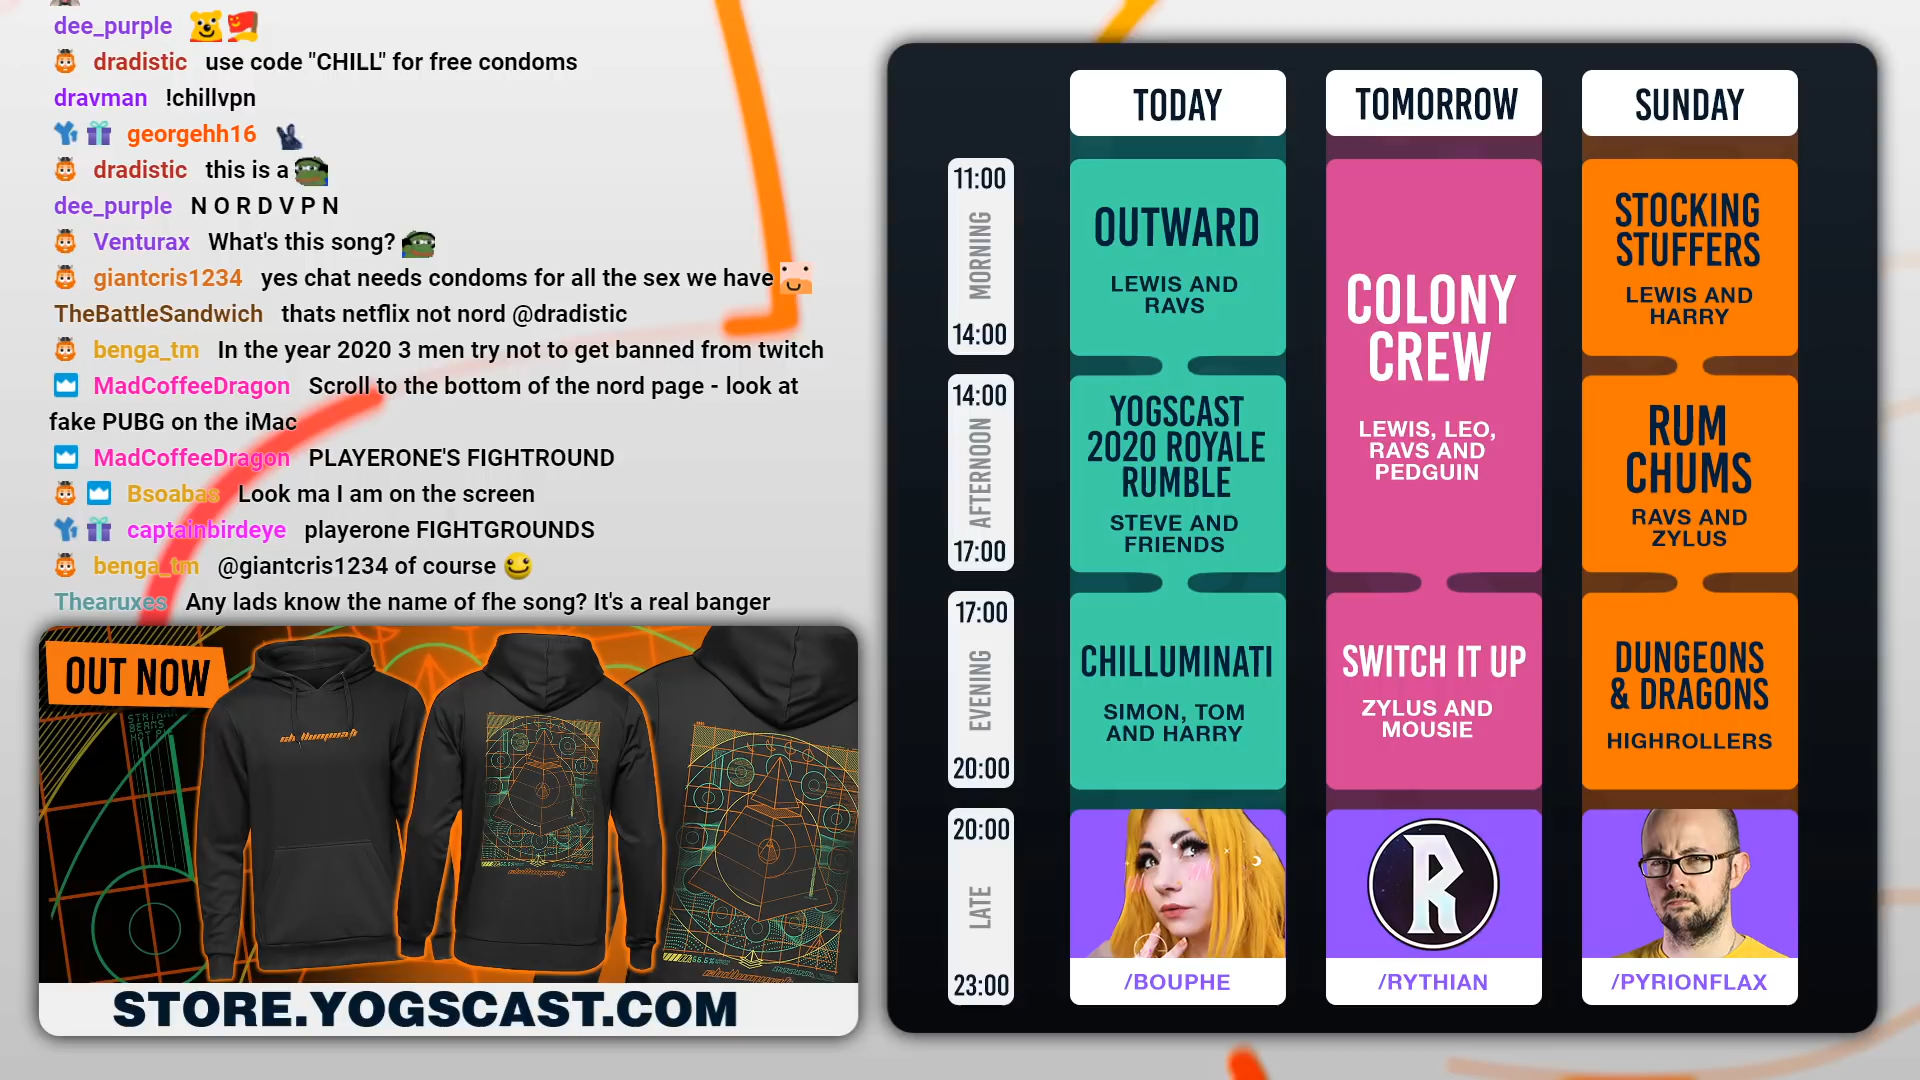 dee_purple
dradistic use code "CHILL" for free condoms
dravman !chillvpn
georgehh16
dradistic this is a
dee_purple N O R D V P N
Venturax What's this song?
giantcris1234 yes chat needs condoms for all the sex we have
TheBattleSandwich thats netflix not nord @dradistic
benga_tm In the year 2020 3 men try not to get banned from twitch
MadCoffeeDragon Scroll to the bottom of the nord page - look at
fake PUBG on the iMac
MadCoffeeDragon PLAYERONE'S FIGHTROUND
Bsoabas Look ma I am on the screen
captainbirdeye playerone FIGHTGROUNDS
benga_tm @giantcris1234 of course
Thearuxes Any lads know the name of fhe song? It's a real banger
OUT NOW
chilluminati
STORE.YOGSCAST.COM
TODAY
TOMORROW
SUNDAY
11:00
MORNING
14:00
OUTWARD
LEWIS AND
RAVS
COLONY
CREW
LEWIS, LEO,
RAVS AND
PEDGUIN
STOCKING
STUFFERS
LEWIS AND
HARRY
14:00
AFTERNOON
17:00
YOGSCAST
2020 ROYALE
RUMBLE
STEVE AND
FRIENDS
RUM
CHUMS
RAVS AND
ZYLUS
17:00
EVENING
20:00
CHILLUMINATI
SIMON, TOM
AND HARRY
SWITCH IT UP
ZYLUS AND
MOUSIE
DUNGEONS
& DRAGONS
HIGHROLLERS
20:00
LATE
23:00
/BOUPHE
R
/RYTHIAN
/PYRIONFLAX